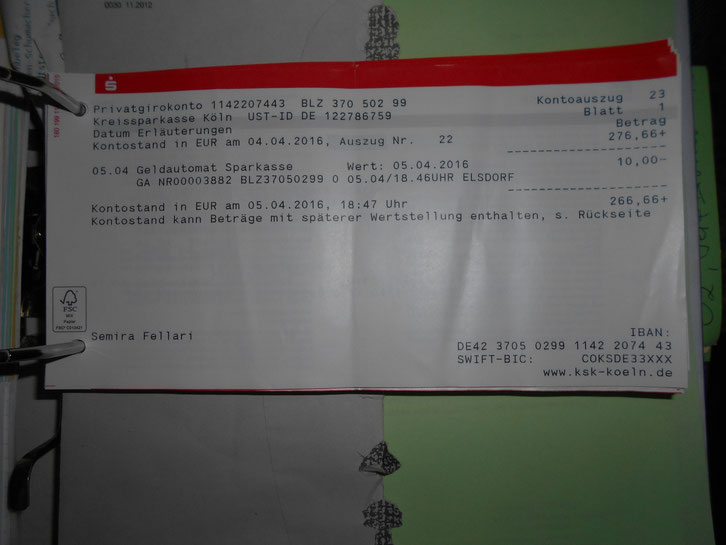 0030 11.2012
Privatgirokonto 1142207443 BLZ 370 502 99 Kontoauszug 23
Kreissparkasse Köln UST-ID DE 122786759 Blatt 1
Datum Erläuterungen Betrag
Kontostand in EUR am 04.04.2016, Auszug Nr. 22 276,66+
05.04 Geldautomat Sparkasse Wert: 05.04.2016 10,00-
GA NR00003882 BLZ37050299 0 05.04/18.46UHR ELSDORF
Kontostand in EUR am 05.04.2016, 18:47 Uhr 266,66+
Kontostand kann Beträge mit späterer Wertstellung enthalten, s. Rückseite
FSC
Semira Fellari
IBAN:
DE42 3705 0299 1142 2074 43
SWIFT-BIC: COKSDE33XXX
www.ksk-koeln.de